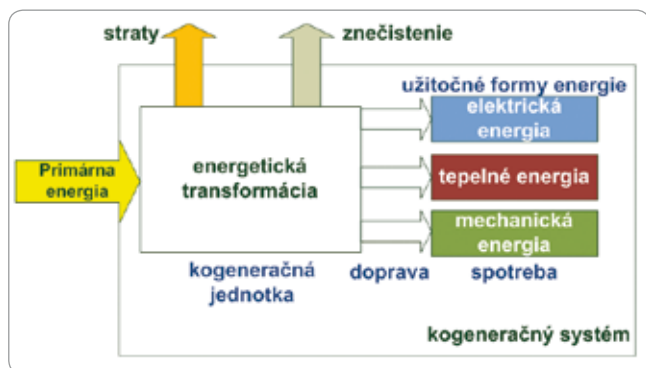 straty
znečistenie
užitočné formy energie
elektrická
energia
Primárna
energia
energetická
transformácia
tepelné energia
mechanická
energia
kogeneračná
jednotka
doprava
spotreba
kogeneračný systém